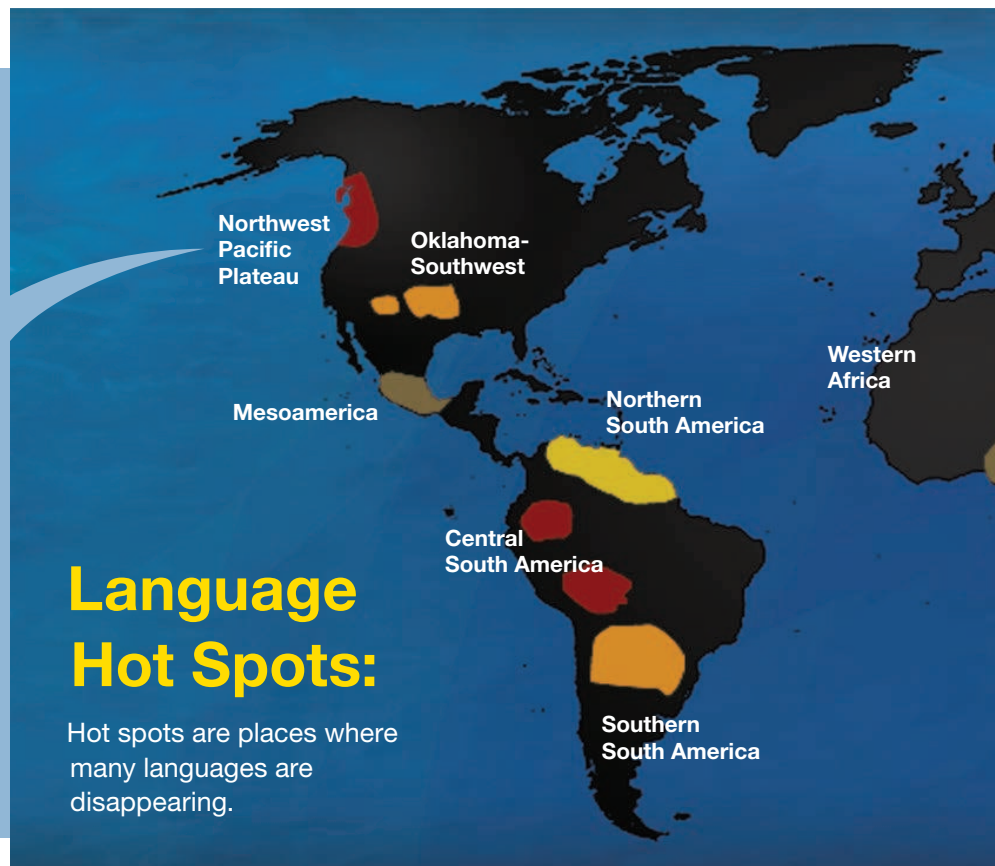 Northwest
Pacific
Plateau
Oklahoma-
Southwest
Western
Africa
Mesoamerica
Northern
South America
Central
South America
Language
Hot Spots:
Hot spots are places where
many languages are
disappearing.
Southern
South America